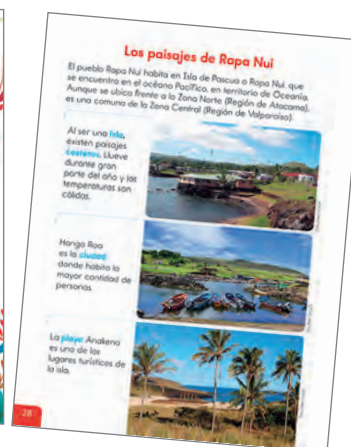 Los paisajes de Rapa Nui
El pueblo Rapa Nui habita en Isla de Pascua o Rapa Nui, que
se encuentra en el océano Pacífico, en territorio de Oceanía.
Aunque se ubica frente a la Zona Norte (Región de Atacama),
es una comuna de la Zona Central (Región de Valparaíso).
Al ser una isla,
existen paisajes
costeros. Llueve
durante gran
parte del año y las
temperaturas son
cálidas.
Hanga Roa
es la ciudad
donde habita la
mayor cantidad de
personas.
La playa Anakena
es uno de los
lugares turísticos de
la isla.
28